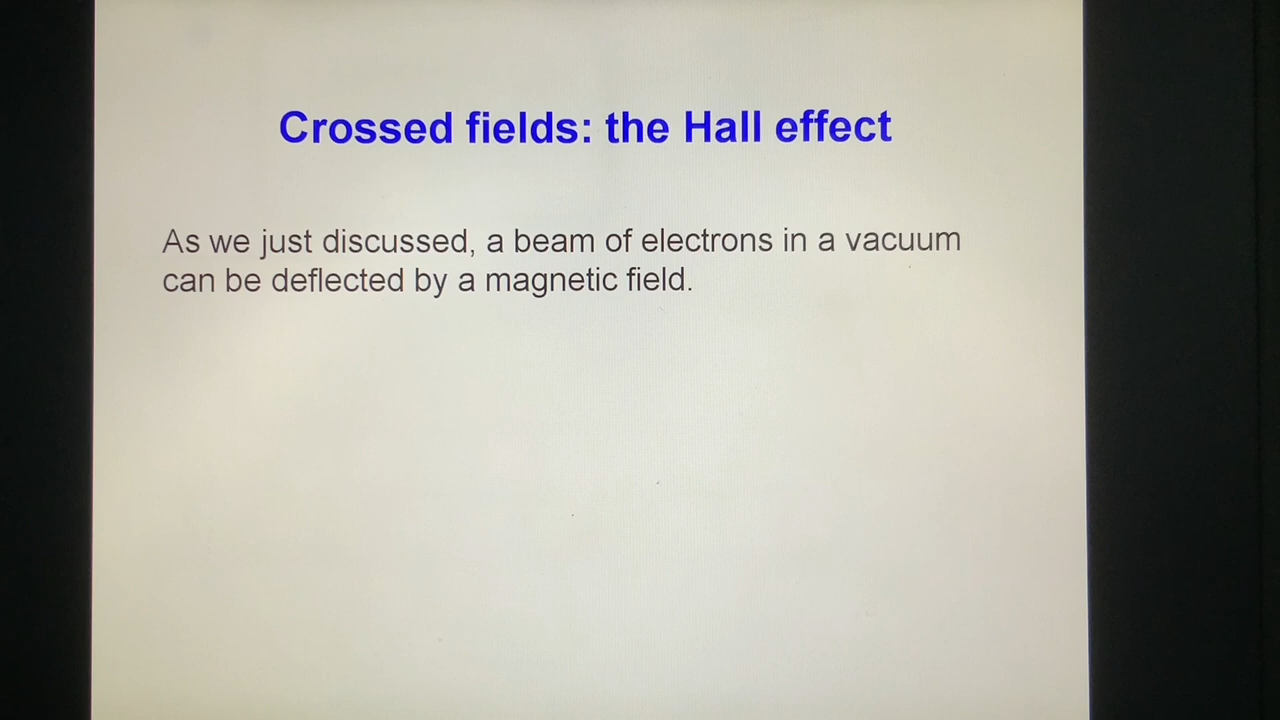 Crossed fields: the Hall effect
As we just discussed, a beam of electrons in a vacuum
can be deflected by a magnetic field.